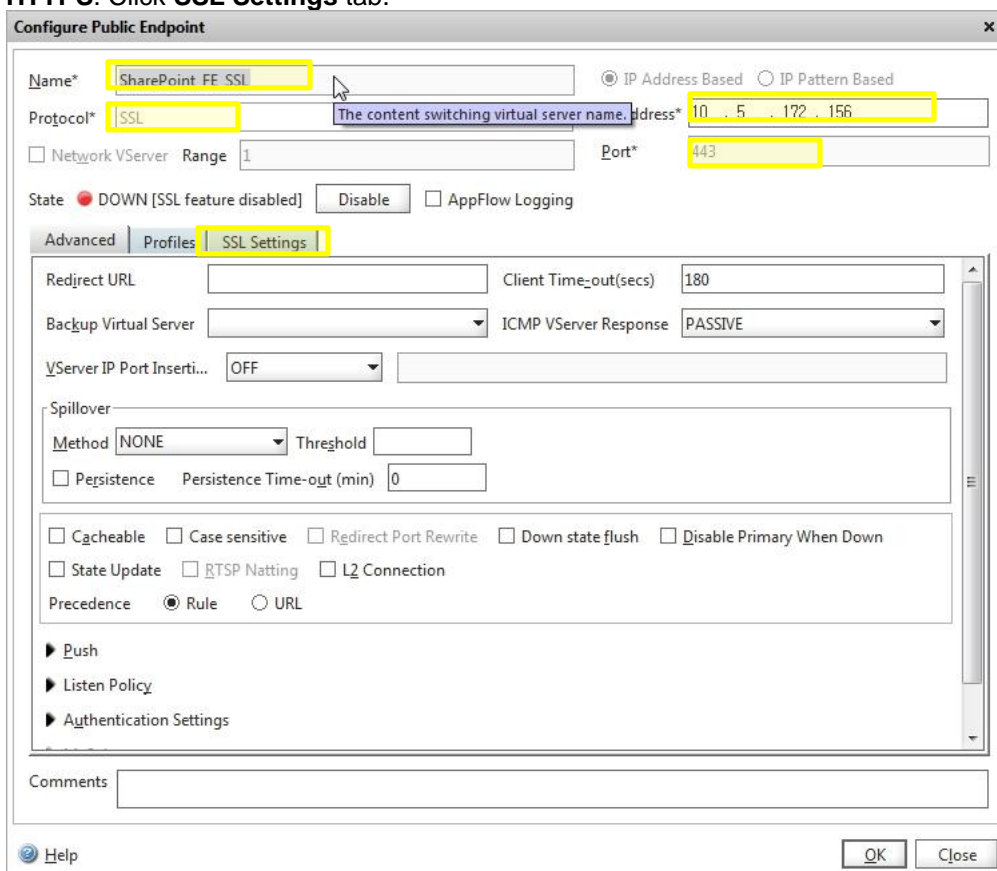 HTTPS. Click SSL Settings tab.
Configure Public Endpoint x
Name* SharePoint_FE_SSL IP Address Based IP Pattern Based
Protocol* SSL The content switching virtual server name. ddress* 10 . 5 . 172 . 156
Network VServer Range 1 Port* 443
State DOWN [SSL feature disabled] Disable AppFlow Logging
Advanced Profiles SSL Settings
Redirect URL Client Time-out(secs) 180
Backup Virtual Server ICMP VServer Response PASSIVE
VServer IP Port Inserti... OFF
Spillover
Method NONE Threshold
Persistence Persistence Time-out (min) 0
Cacheable Case sensitive Redirect Port Rewrite Down state flush Disable Primary When Down
State Update RTSP Natting L2 Connection
Precedence Rule URL
Push
Listen Policy
Authentication Settings
Comments
Help OK Close